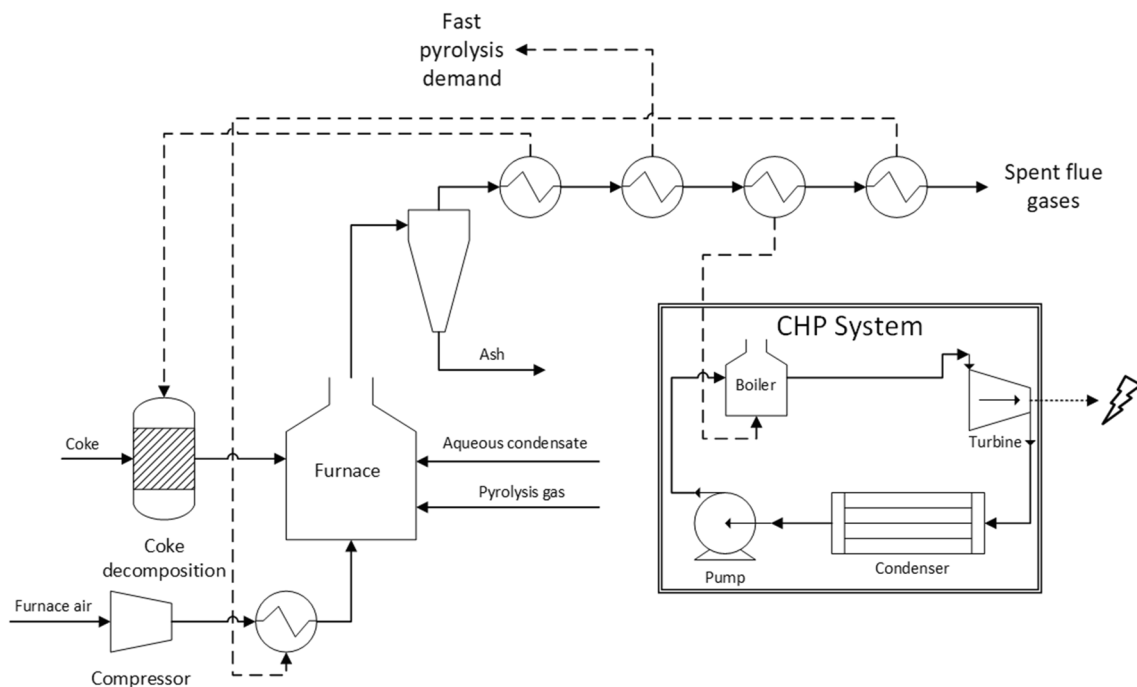 Fast
pyrolysis
demand
Spent flue
gases
CHP System
Boiler
Turbine
Ash
Coke
Furnace
Aqueous condensate
Pyrolysis gas
Coke
decomposition
Pump
Condenser
Furnace air
Compressor